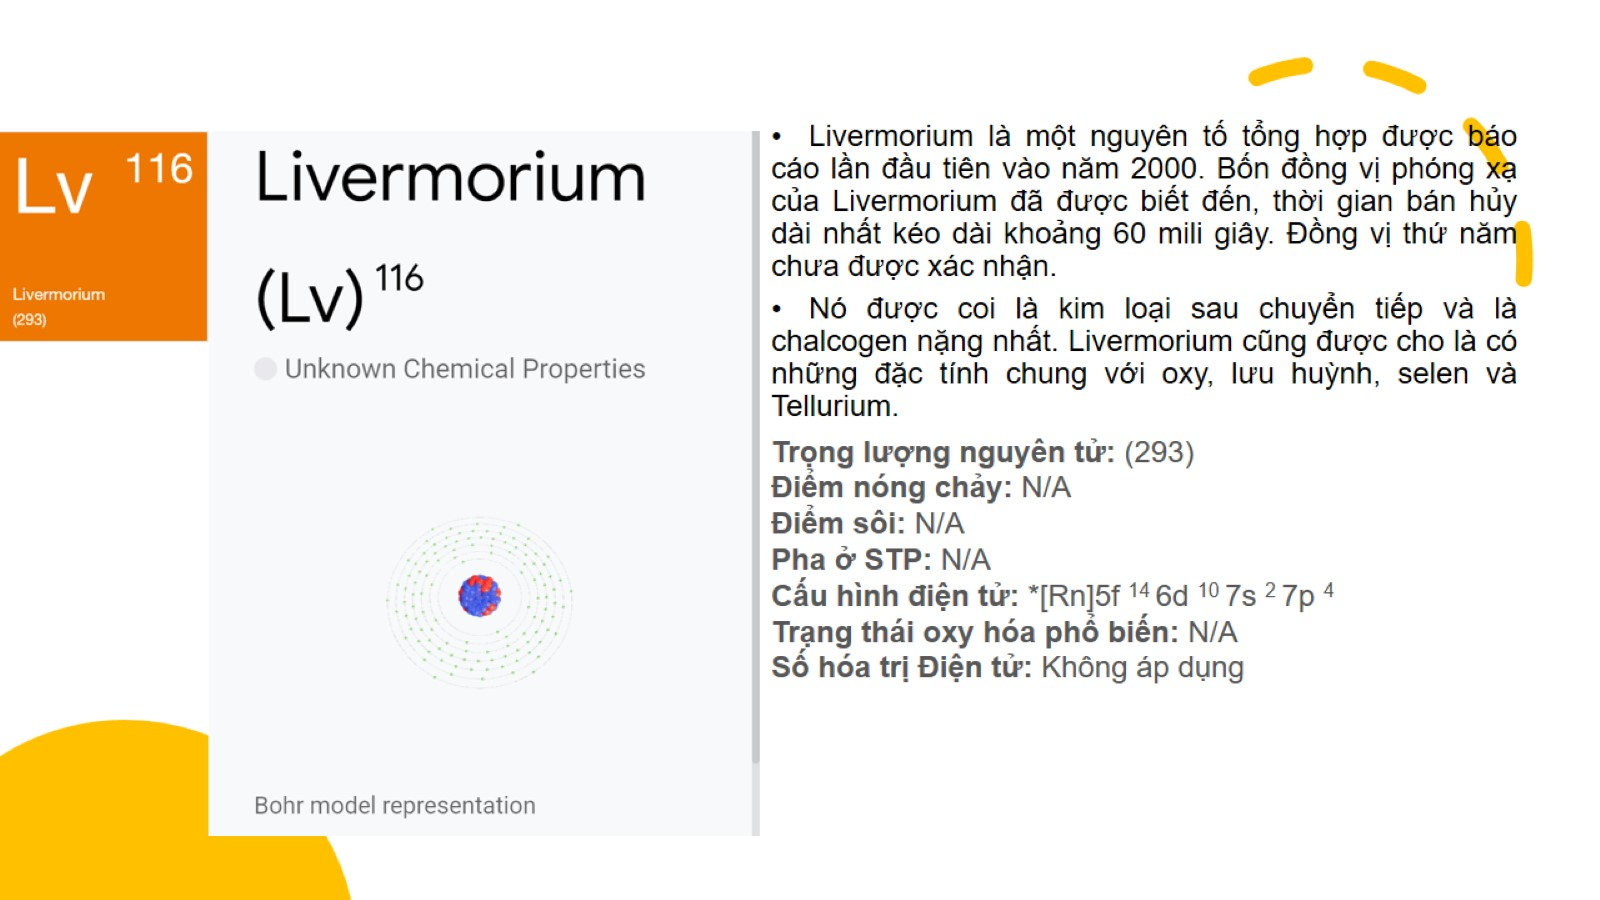 Lv 116
Livermorium
(293)
Livermorium
(Lv) 116
Unknown Chemical Properties
Bohr model representation
• Livermorium là một nguyên tố tổng hợp được báo
cáo lần đầu tiên vào năm 2000. Bốn đồng vị phóng xạ
của Livermorium đã được biết đến, thời gian bán hủy
dài nhất kéo dài khoảng 60 mili giây. Đồng vị thứ năm
chưa được xác nhận.
• Nó được coi là kim loại sau chuyển tiếp và là
chalcogen nặng nhất. Livermorium cũng được cho là có
những đặc tính chung với oxy, lưu huỳnh, selen và
Tellurium.
Trọng lượng nguyên tử: (293)
Điểm nóng chảy: N/A
Điểm sôi: N/A
Pha ở STP: N/A
Cấu hình điện tử: *[Rn]5f 14 6d 10 7s 2 7p 4
Trạng thái oxy hóa phổ biến: N/A
Số hóa trị Điện tử: Không áp dụng